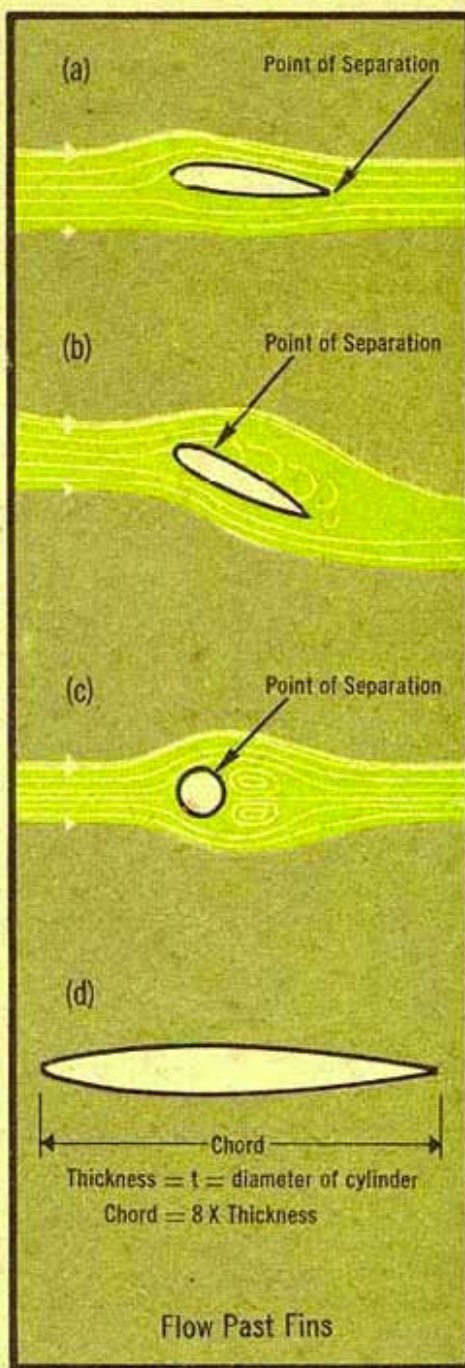 (a)
Point of Separation
(b)
Point of Separation
(c)
Point of Separation
(d)
Chord
Thickness = t = diameter of cylinder
Chord = 8 X Thickness
Flow Past Fins